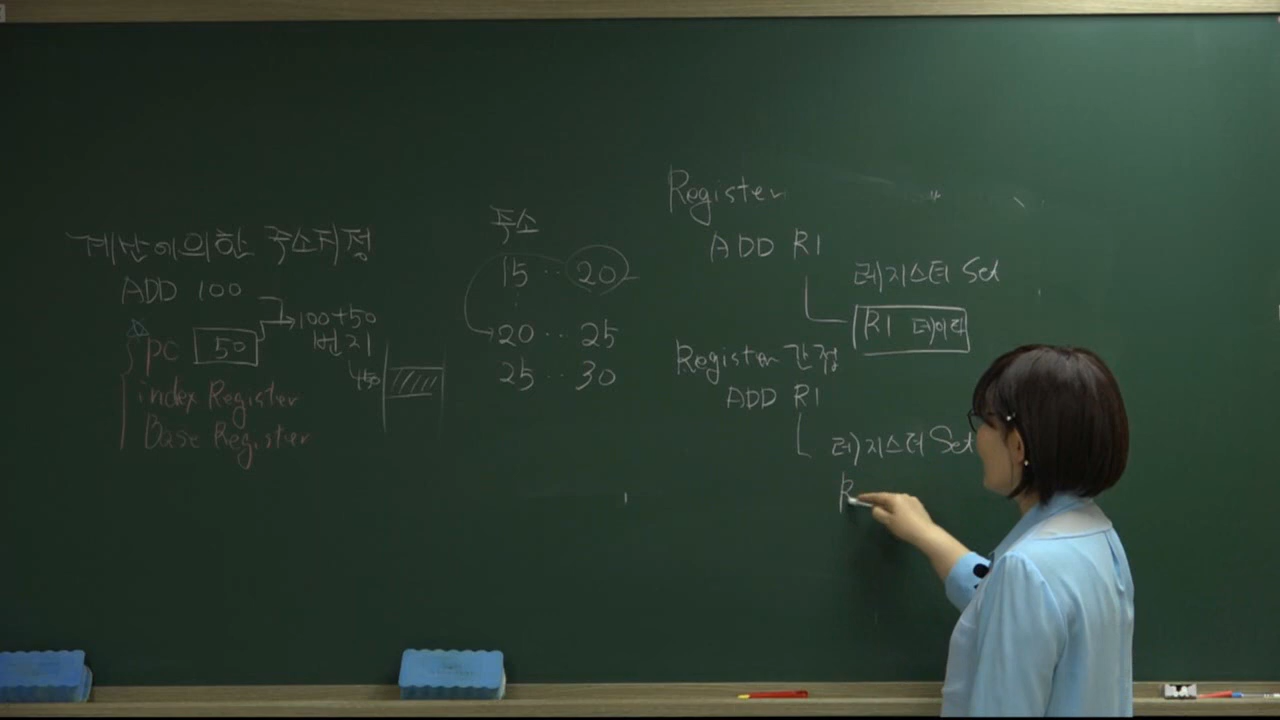 계산에의한 주소지정
ADD 100
100+50
PC 50
번지
150
index Register
Base Register
주소
15 ·· 20
20 ·· 25
25 ·· 30
Register
ADD R1
레지스터 Set
R1 데이타
Register 간접
ADD R1
레지스터 Set
R